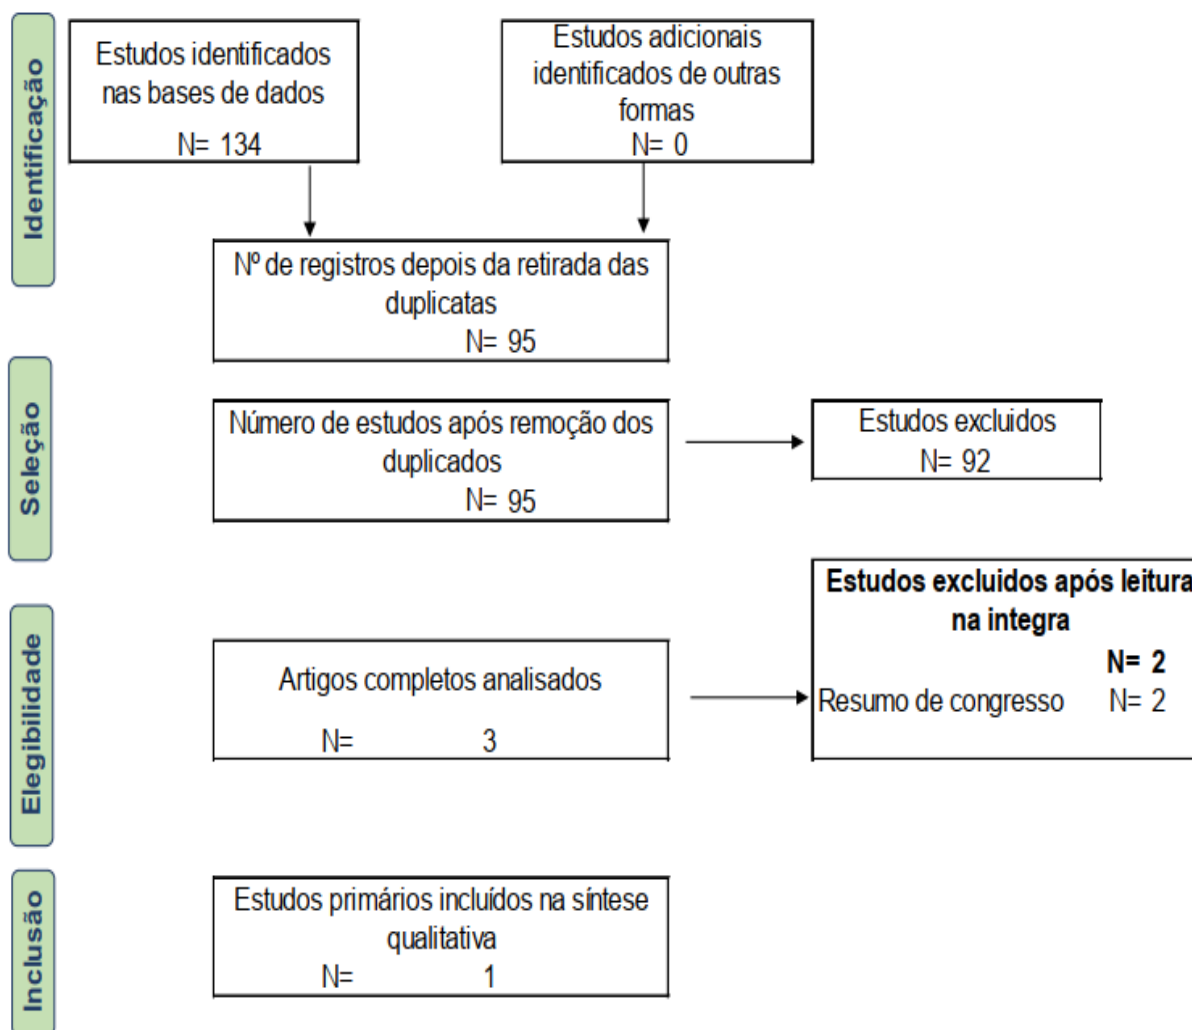 Identificação
Estudos identificados
nas bases de dados
N= 134
Estudos adicionais
identificados de outras
formas
N= 0
Nº de registros depois da retirada das
duplicatas
N= 95
Seleção
Número de estudos após remoção dos
duplicados
N= 95
Estudos excluidos
N= 92
Elegibilidade
Artigos completos analisados
N= 3
Estudos excluidos após leitura
na integra
N= 2
Resumo de congresso N= 2
Inclusão
Estudos primários incluídos na síntese
qualitativa
N= 1